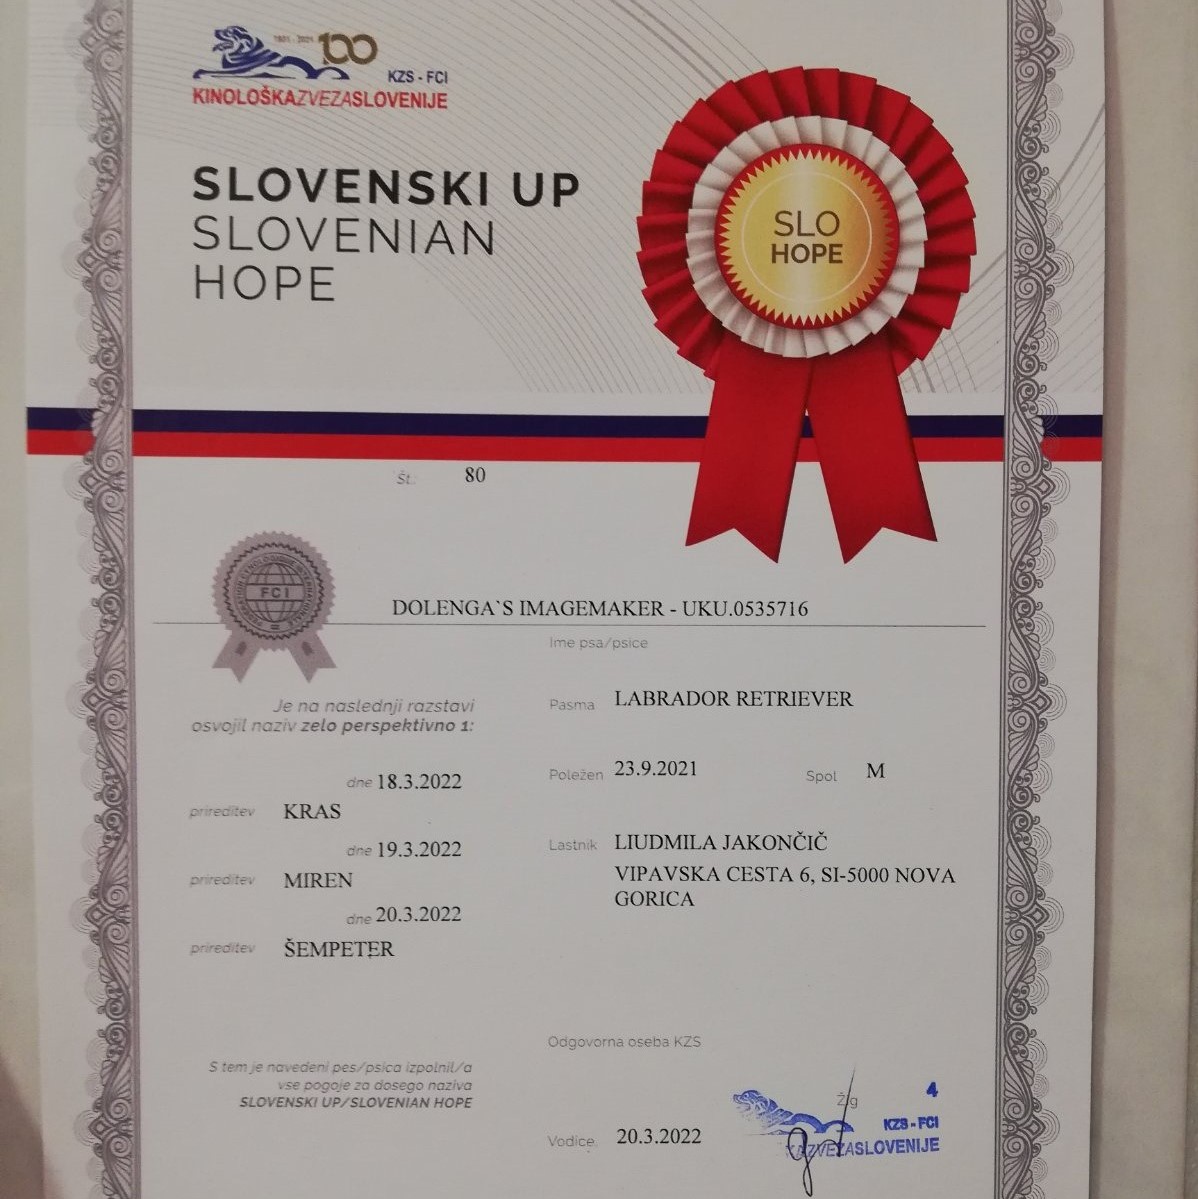 1921 - 2021 100
KZS - FCI
KINOLOŠKAZVEZASLOVENIJE
SLOVENSKI UP
SLOVENIAN
HOPE
SLO
HOPE
Št. 80
FCI
DOLENGA`S IMAGEMAKER - UKU.0535716
Ime psa/psice
Je na naslednji razstavi
osvojil naziv zelo perspektivno 1:
dne 18.3.2022
prireditev KRAS
dne 19.3.2022
prireditev MIREN
dne 20.3.2022
prireditev ŠEMPETER
Pasma LABRADOR RETRIEVER
Poležen 23.9.2021 Spol M
Lastnik LIUDMILA JAKONČIČ
VIPAVSKA CESTA 6, SI-5000 NOVA
GORICA
S tem je navedeni pes/psica izpolnil/a
vse pogoje za dosego naziva
SLOVENSKI UP/SLOVENIAN HOPE
Odgovorna oseba KZS
Žig
4
KZS - FCI
ZVEZASLOVENIJE
Vodice, 20.3.2022